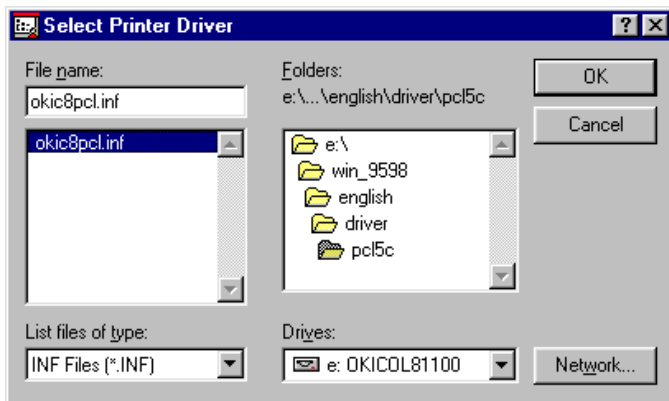 Select Printer Driver
File name:
okic8pcl.inf
okic8pcl.inf
List files of type:
INF Files (*.INF)
Folders:
e:\...\english\driver\pcl5c
e:\
win_9598
english
driver
pcl5c
Drives:
e: OKICOL81100
OK
Cancel
Network...